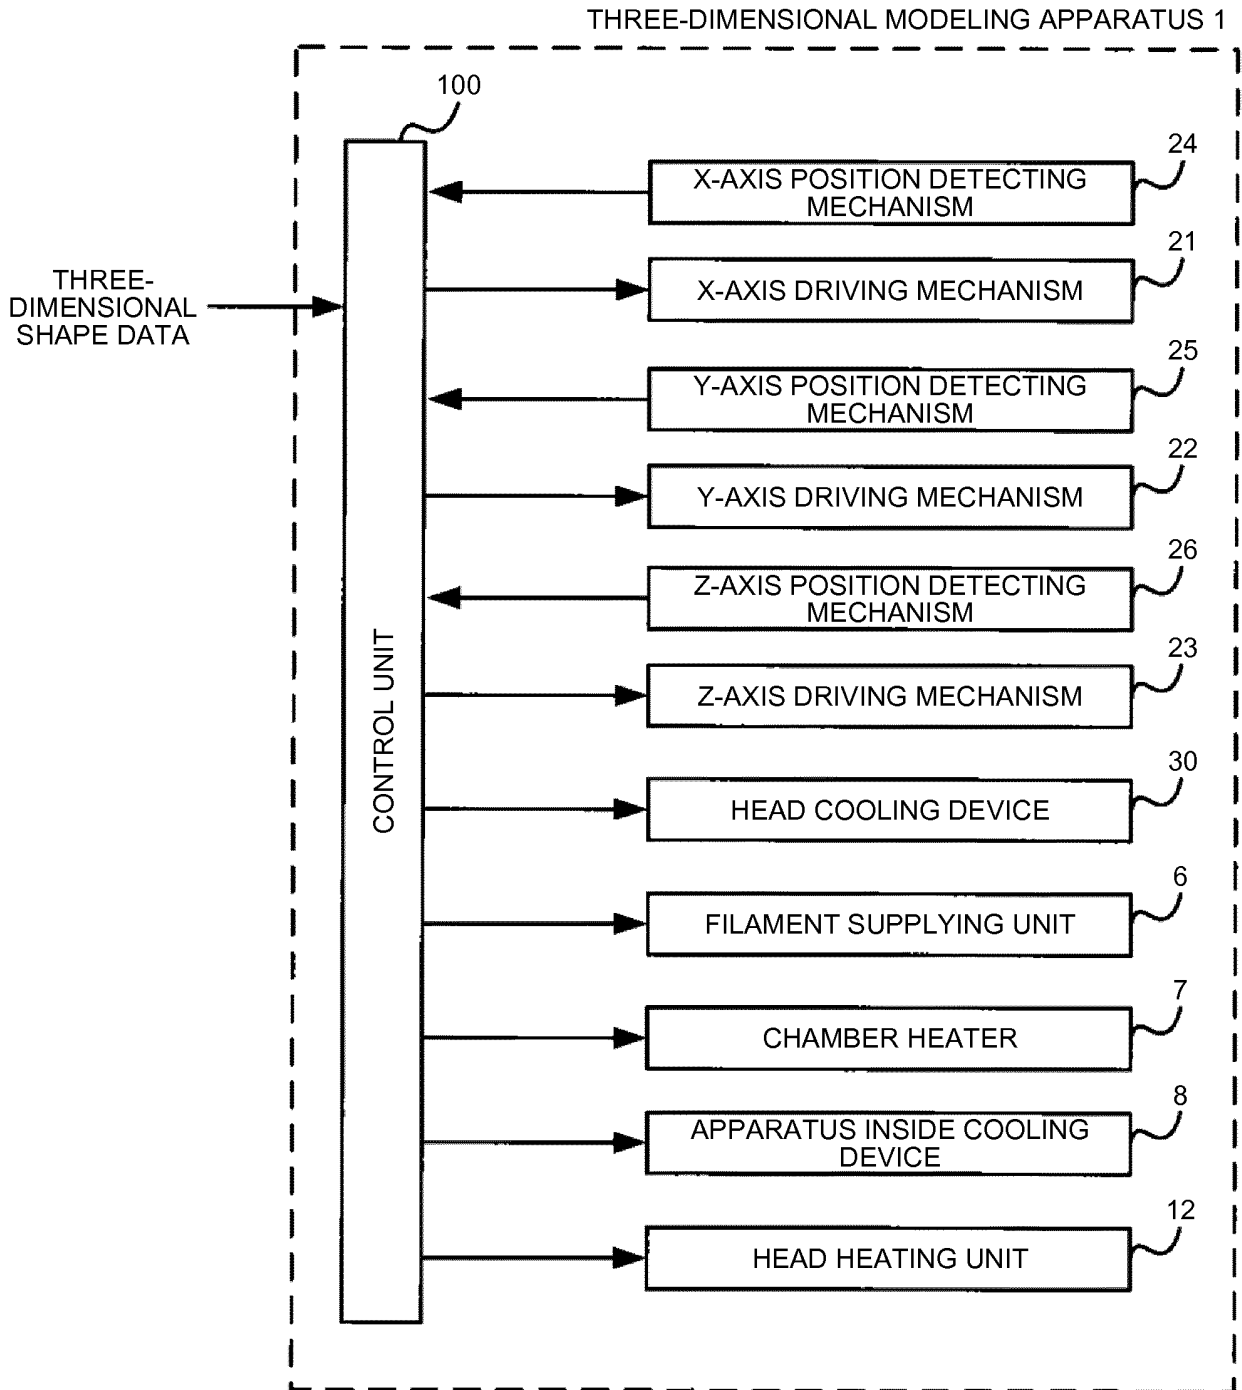 THREE-DIMENSIONAL MODELING APPARATUS 1
100
24
X-AXIS POSITION DETECTING
MECHANISM
21
X-AXIS DRIVING MECHANISM
THREE-
DIMENSIONAL
SHAPE DATA
25
Y-AXIS POSITION DETECTING
MECHANISM
22
Y-AXIS DRIVING MECHANISM
26
Z-AXIS POSITION DETECTING
MECHANISM
23
Z-AXIS DRIVING MECHANISM
CONTROL UNIT
30
HEAD COOLING DEVICE
6
FILAMENT SUPPLYING UNIT
7
CHAMBER HEATER
8
APPARATUS INSIDE COOLING
DEVICE
12
HEAD HEATING UNIT